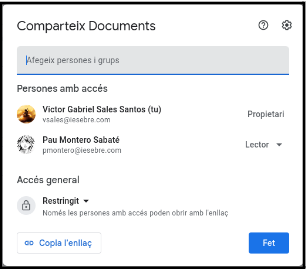 Comparteix Documents
Afegeix persones i grups
Persones amb accés
Victor Gabriel Sales Santos (tu)
vsales@iesebre.com
Propietari
Pau Montero Sabaté
pmontero@iesebre.com
Lector
Accés general
Restringit
Només les persones amb accés poden obrir amb l'enllaç
Copia l'enllaç
Fet